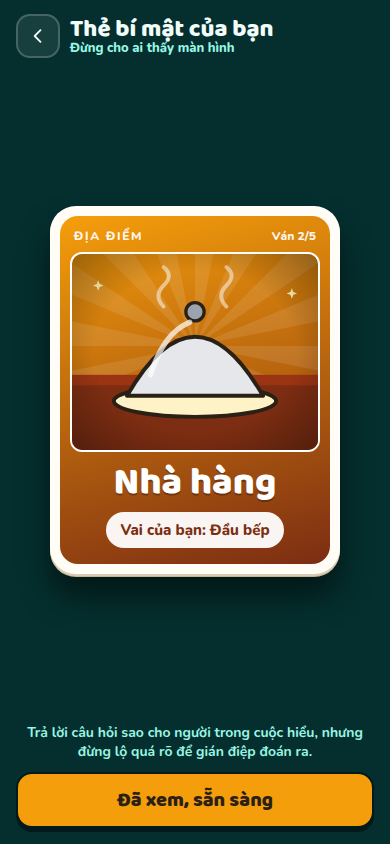 Thẻ bí mật của bạn
Đừng cho ai thấy màn hình
ĐỊA ĐIỂM
Ván 2/5
Nhà hàng
Vai của bạn: Đầu bếp
Trả lời câu hỏi sao cho người trong cuộc hiểu, nhưng
đừng lộ quá rõ để gián điệp đoán ra.
Đã xem, sẵn sàng